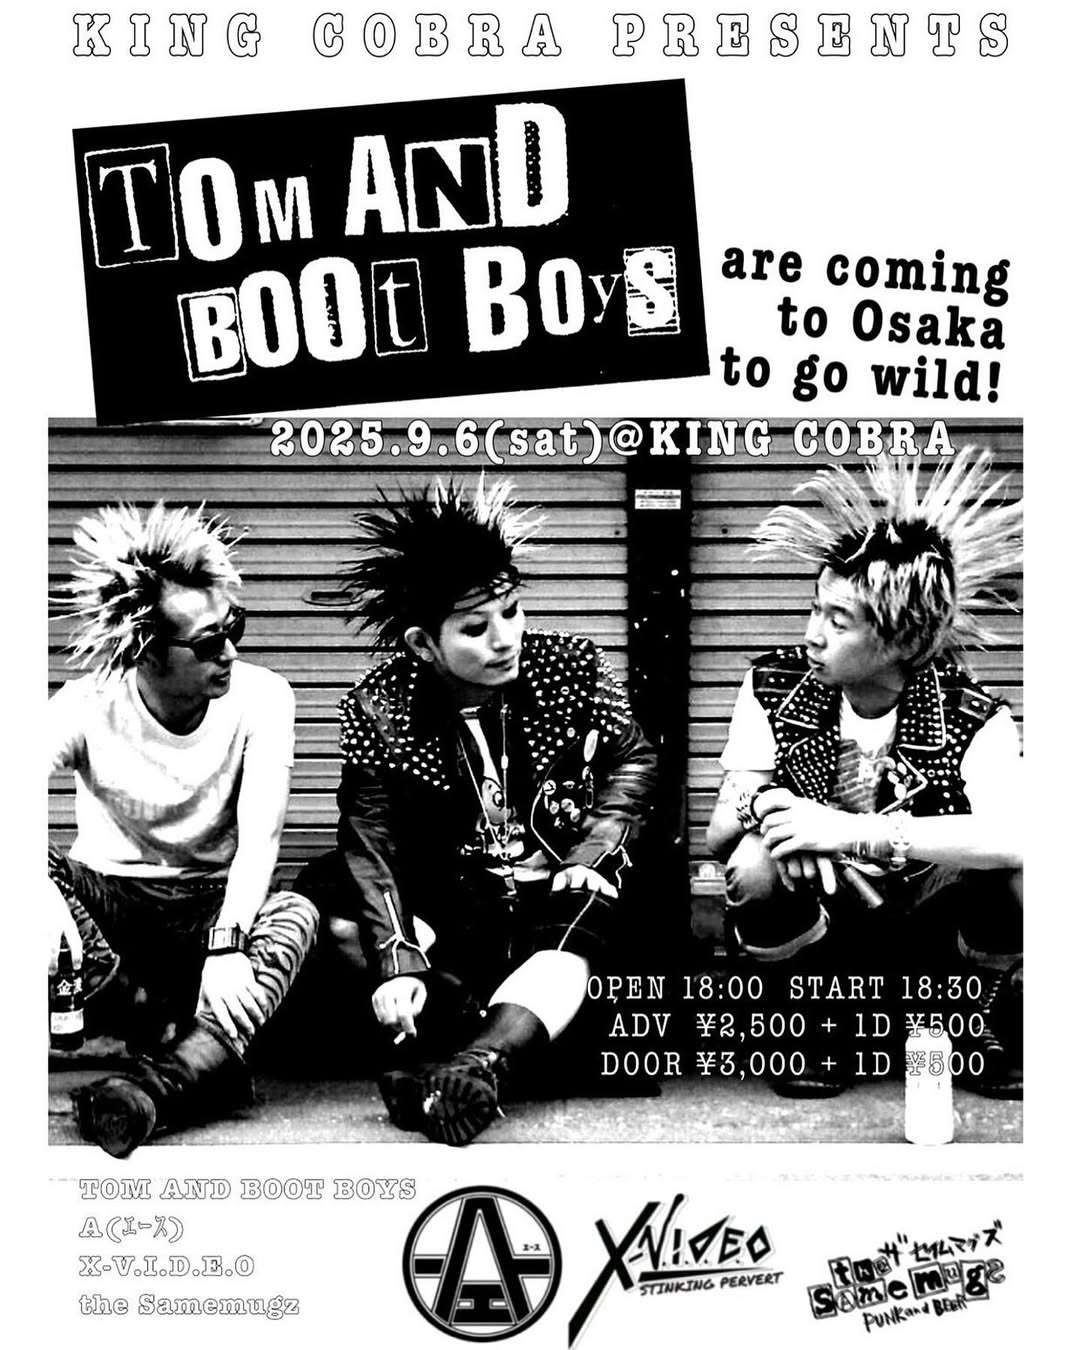 KING COBRA PRESENTS
TOM AND
BOOt BOyS
are coming
to Osaka
to go wild!
2025.9.6(sat)@KING COBRA
OPEN 18:00 START 18:30
ADV ¥2,500 + 1D ¥500
DOOR ¥3,000 + 1D ¥500
TOM AND BOOT BOYS
A(エース)
X-V.I.D.E.O
the Samemugz
エース
X-V.I.D.E.O
STINKING PERVERT
ザ セイムマグズ
the
Samemugz
PUNK and BEER